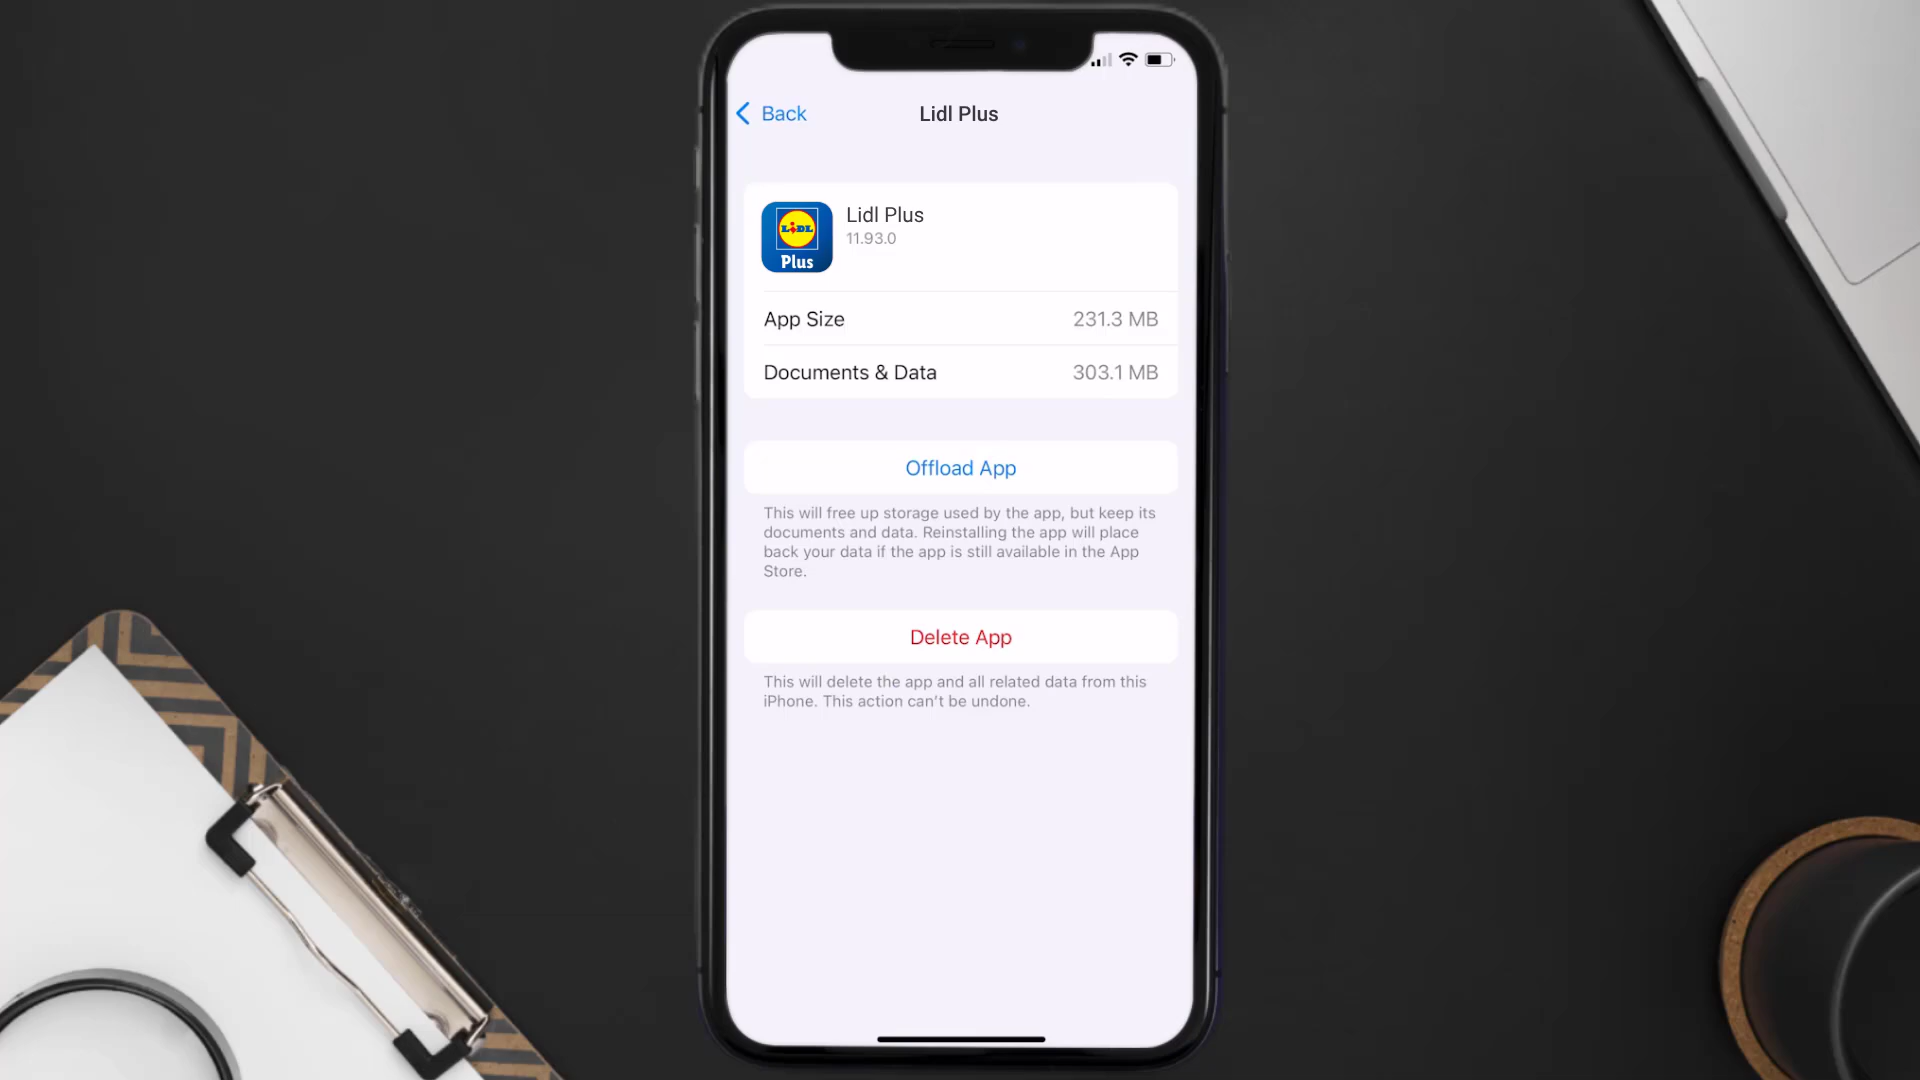 Back
Lidl Plus
LIDL
Plus
Lidl Plus
11.93.0
App Size 231.3 MB
Documents & Data 303.1 MB
Offload App
This will free up storage used by the app, but keep its
documents and data. Reinstalling the app will place
back your data if the app is still available in the App
Store.
Delete App
This will delete the app and all related data from this
iPhone. This action can’t be undone.